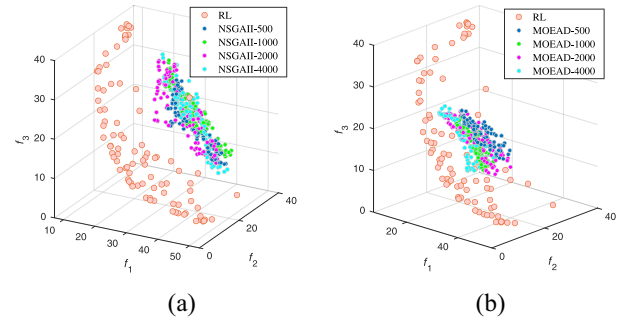 RL
NSGAII-500
NSGAII-1000
NSGAII-2000
NSGAII-4000
40
30
20
10
0
f3
10
20
30
40
50
f1
0
20
40
f2
(a)
RL
MOEAD-500
MOEAD-1000
MOEAD-2000
MOEAD-4000
40
30
20
10
0
f3
20
40
f1
0
20
40
f2
(b)